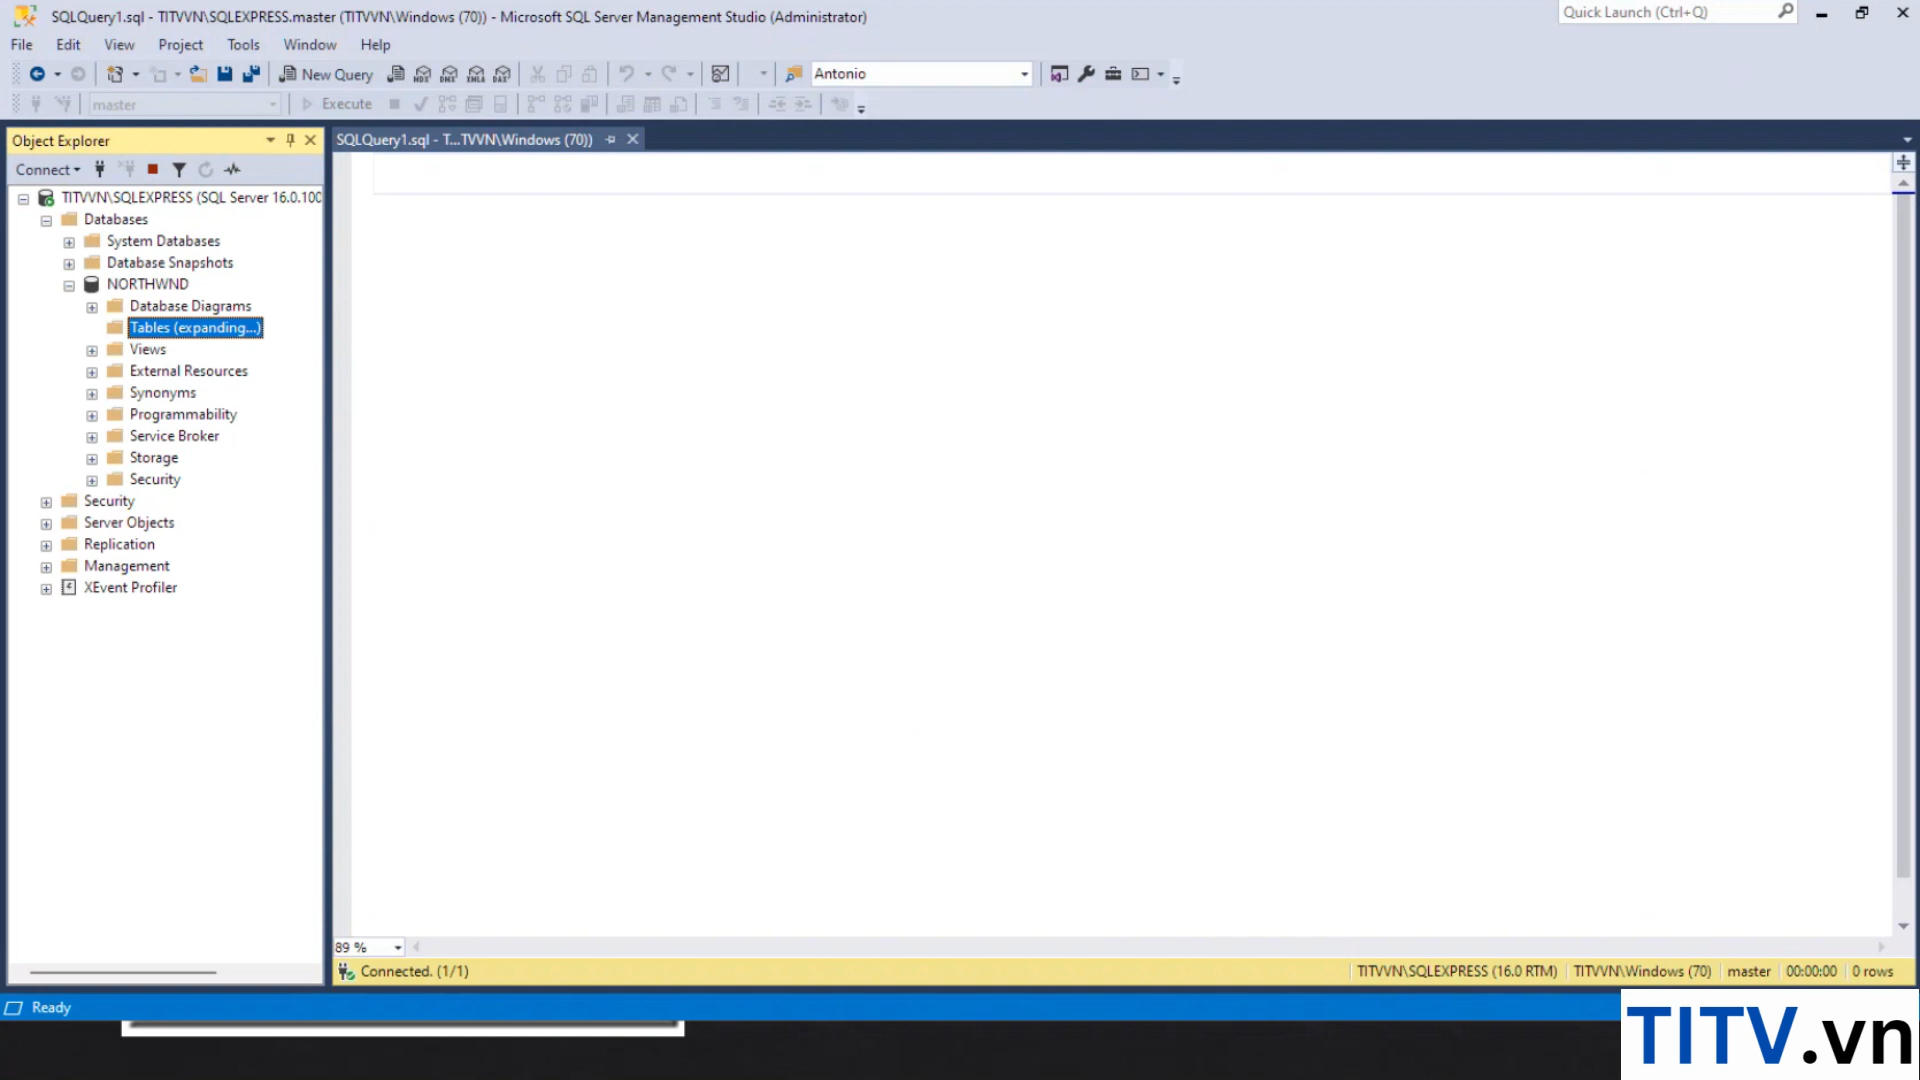 SQLQuery1.sql - TITVVN\SQLEXPRESS.master (TITVVN\Windows (70)) - Microsoft SQL Server Management Studio (Administrator)
Quick Launch (Ctrl+Q)
File Edit View Project Tools Window Help
New Query MDX DMX XMLA DAX Antonio
master Execute
Object Explorer
SQLQuery1.sql - T...TVVN\Windows (70))
Connect
TITVVN\SQLEXPRESS (SQL Server 16.0.100
Databases
System Databases
Database Snapshots
NORTHWND
Database Diagrams
Tables (expanding...)
Views
External Resources
Synonyms
Programmability
Service Broker
Storage
Security
Security
Server Objects
Replication
Management
XEvent Profiler
89 %
Connected. (1/1)
TITVVN\SQLEXPRESS (16.0 RTM) TITVVN\Windows (70) master 00:00:00 0 rows
Ready
TITV.vn